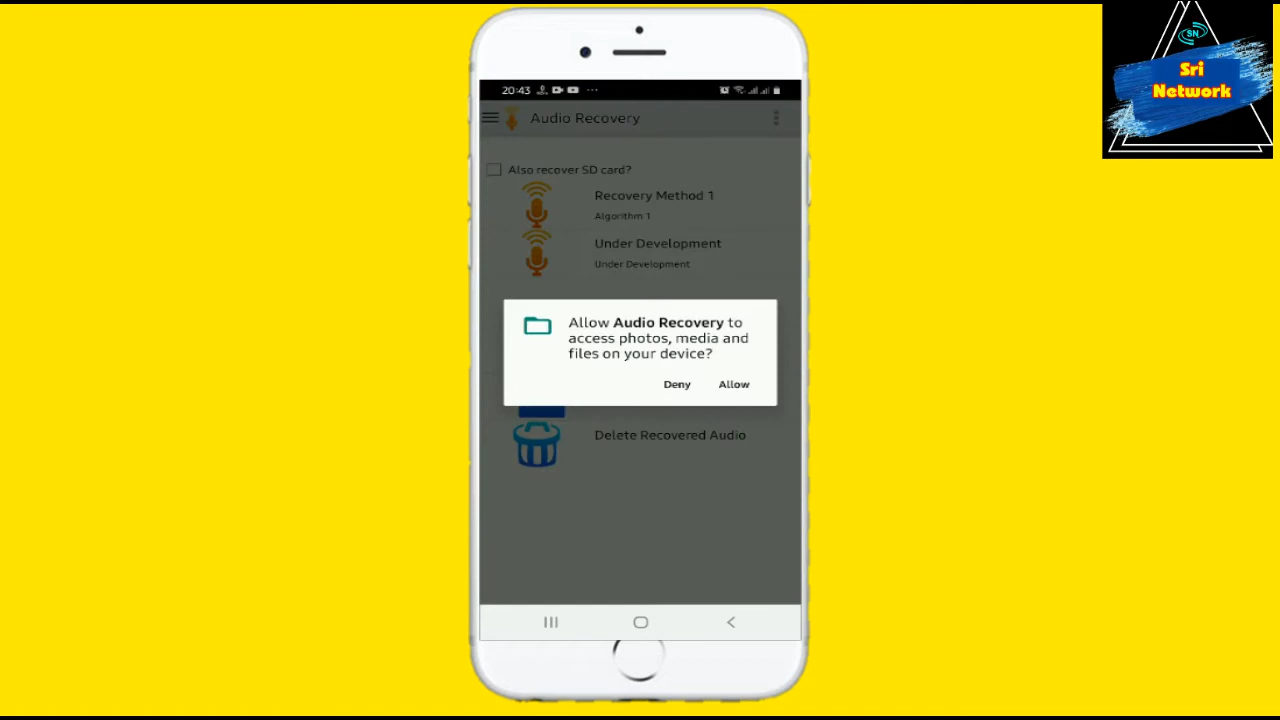 SN
Sri
Network
20:43
Audio Recovery
Also recover SD card?
Recovery Method 1
Algorithm 1
Under Development
Under Development
Allow Audio Recovery to
access photos, media and
files on your device?
Deny Allow
Delete Recovered Audio